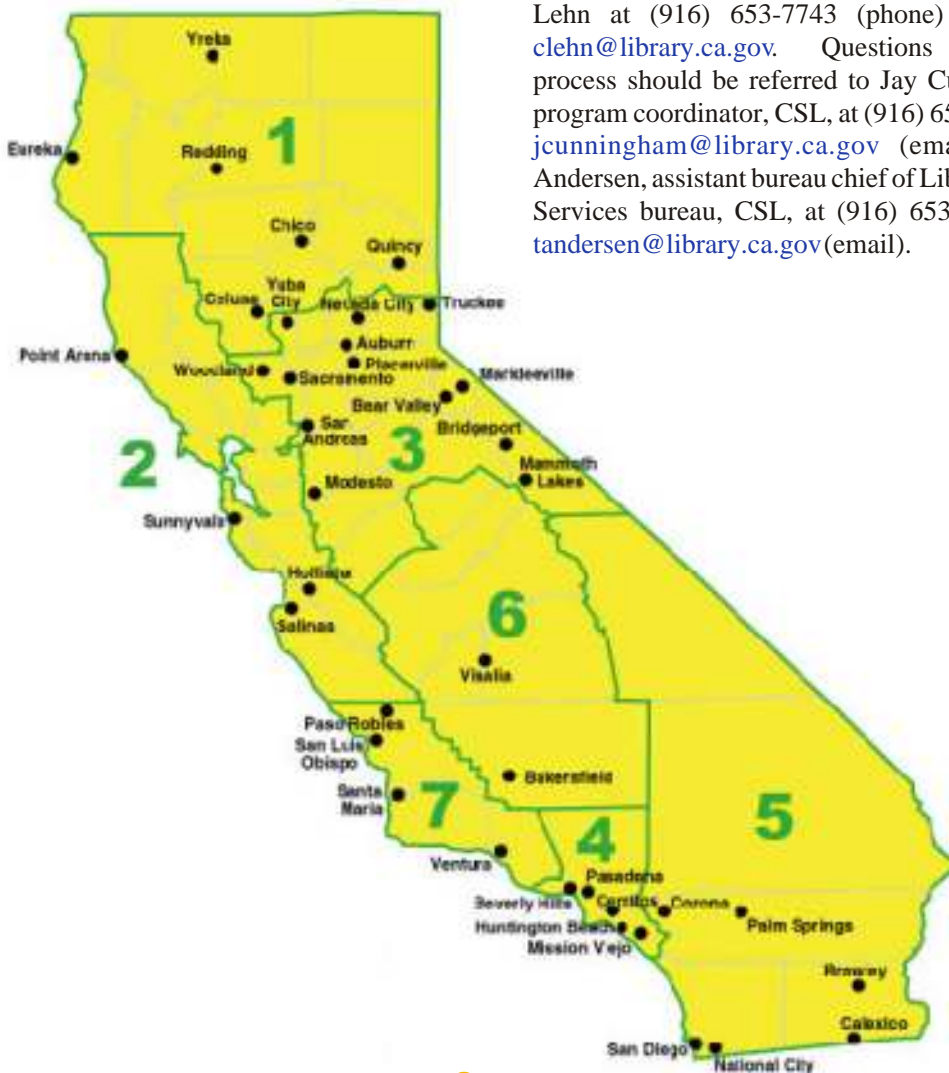 Lehn at (916) 653-7743 (phone)
clehn@library.ca.gov. Questions
process should be referred to Jay Cu
program coordinator, CSL, at (916) 65
jcunningham@library.ca.gov (ema
Andersen, assistant bureau chief of Lib
Services bureau, CSL, at (916) 653
tandersen@library.ca.gov (email).
Yreka
1
Eureka
Redding
Chico
Quincy
Colusa
Yuba
City
Nevada City
Truckee
Point Arena
Auburn
Placerville
Woodland
Sacramento
Markleeville
Bear Valley
San
Andreas
Bridgeport
2
3
Mammoth
Lakes
Modesto
Sunnyvale
Hollister
Salinas
6
Visalia
Paso Robles
San Luis
Obispo
Bakersfield
Santa
Maria
7
5
4
Ventura
Pasadena
Beverly Hills
Cerritos
Corona
Huntington Beach
Palm Springs
Mission Viejo
Brawley
Calexico
San Diego
National City